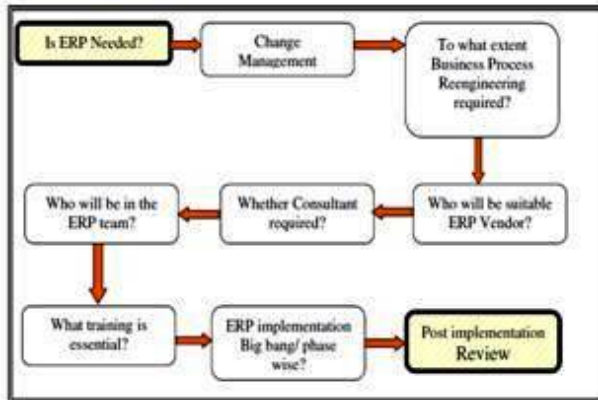 Is ERP Needed?
Change
Management
To what extent
Business Process
Reengineering
required?
Who will be suitable
ERP Vendor?
Whether Consultant
required?
Who will be in the
ERP team?
What training is
essential?
ERP implementation
Big bang/ phase
wise?
Post implementation
Review